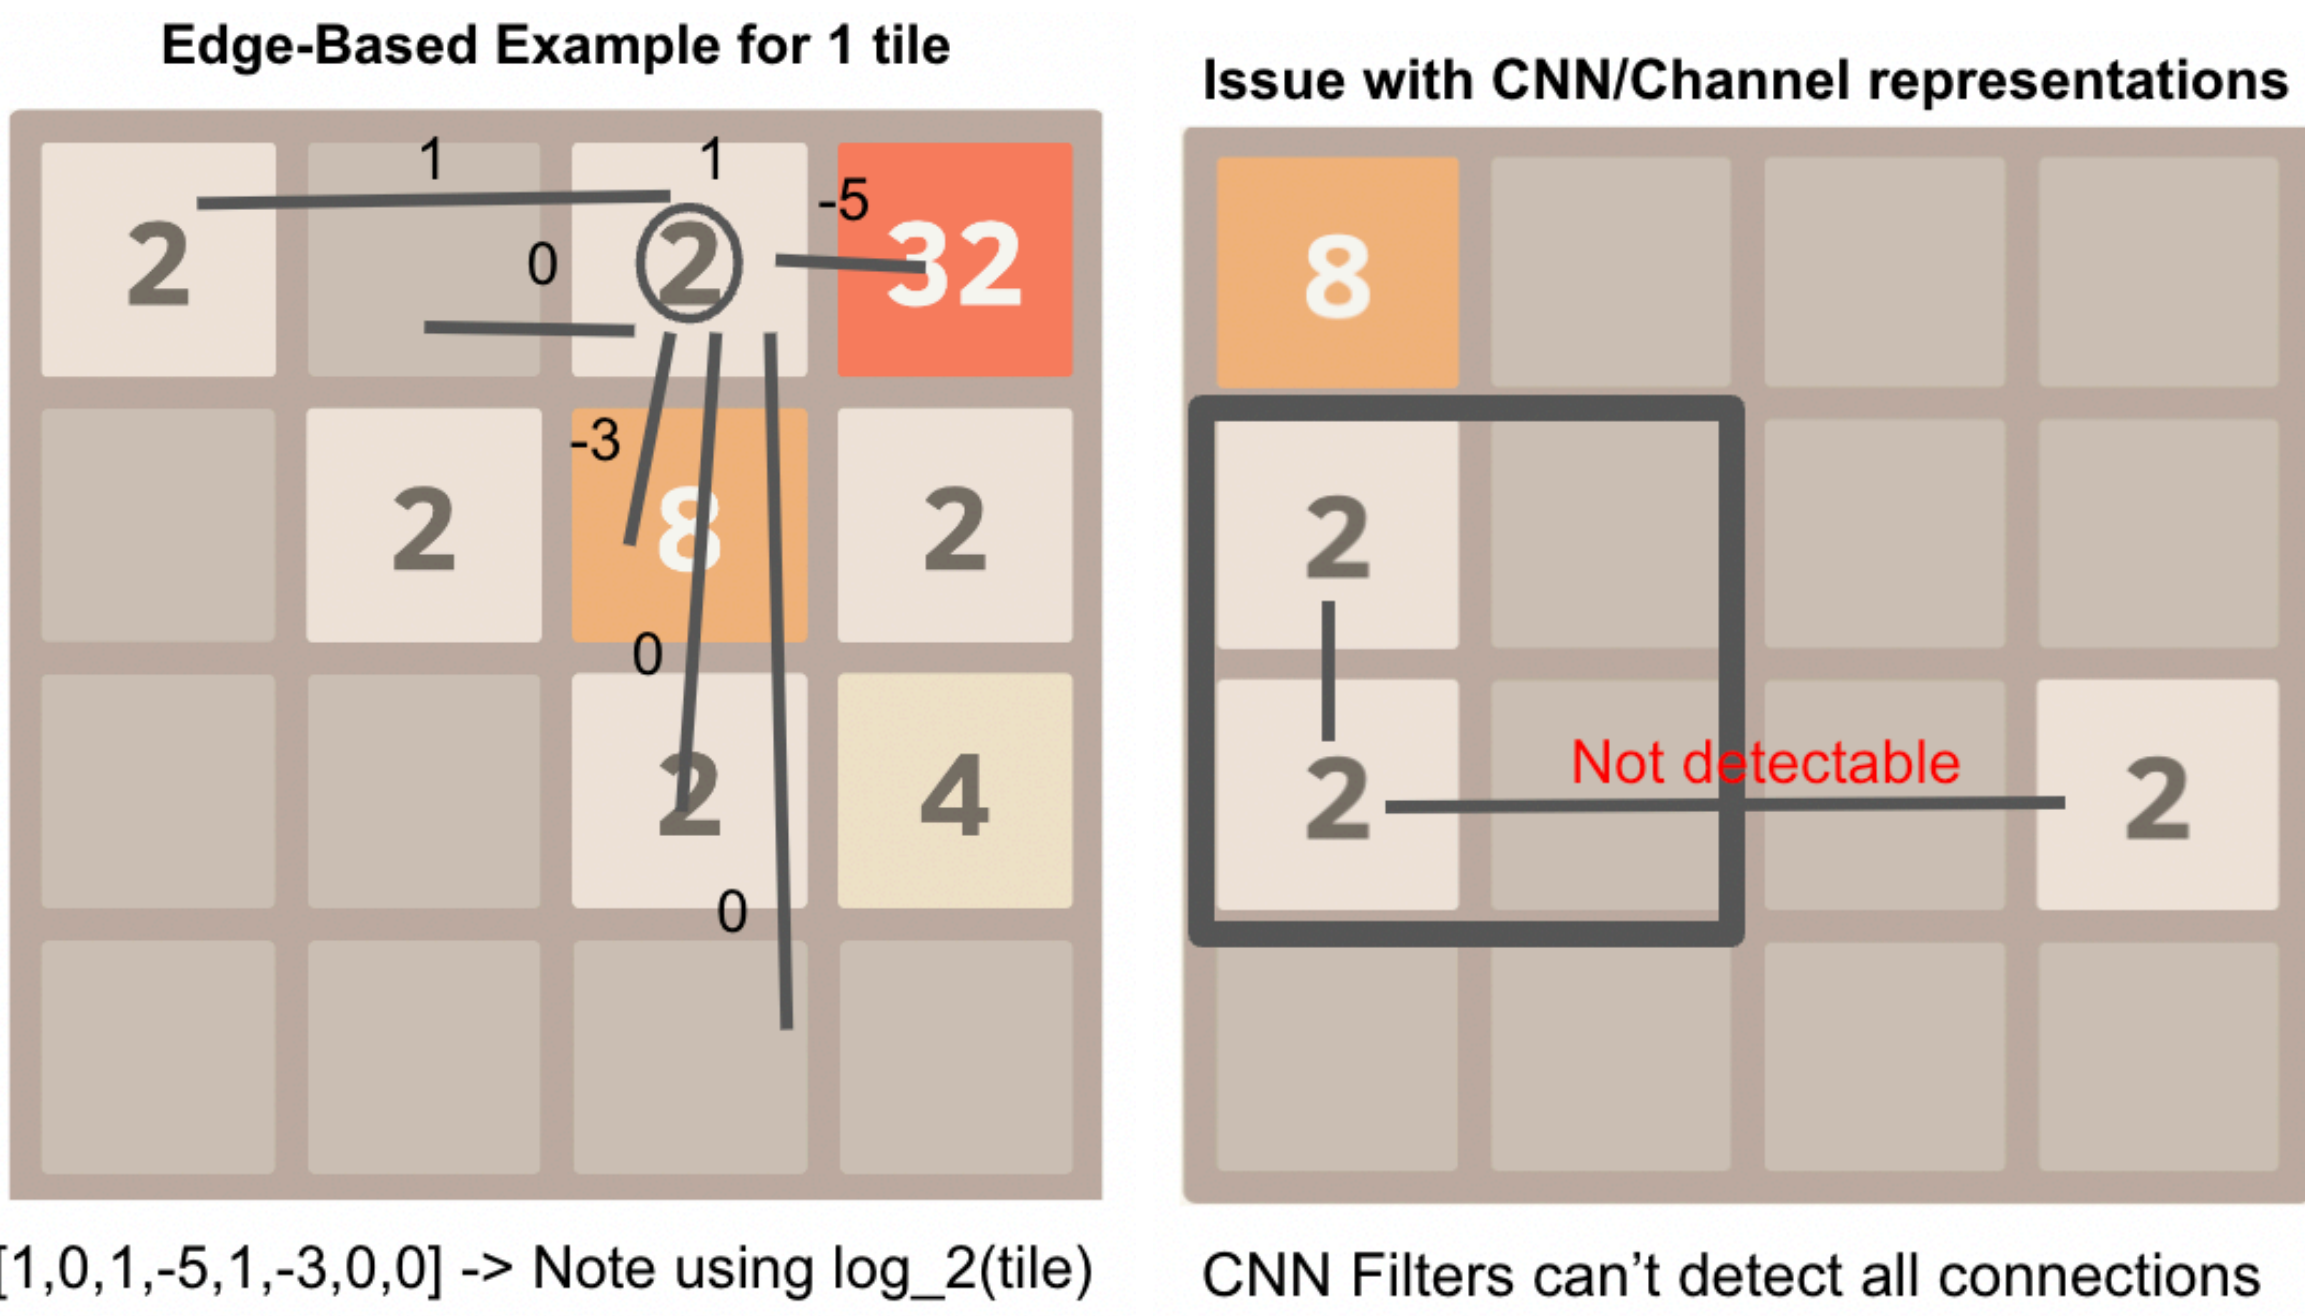 Edge-Based Example for 1 tile
1 1
-5
2 0 2 32
-3
2 8 2
0
2 4
0
[1,0,1,-5,1,-3,0,0] -> Note using log_2(tile)
Issue with CNN/Channel representations
8
2
Not detectable
2 2
CNN Filters can’t detect all connections